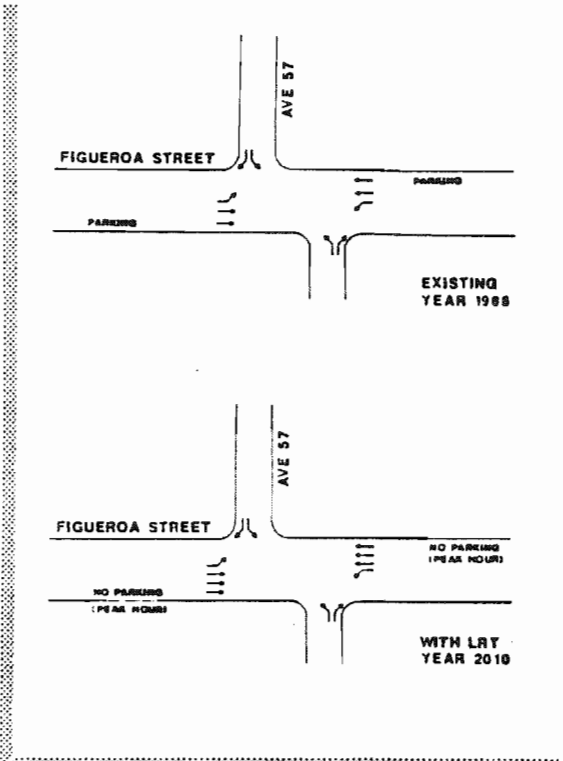 AVE 57
FIGUEROA STREET
PARKING
PARKING
EXISTING
YEAR 1988
AVE 57
FIGUEROA STREET
NO PARKING
(PEAK HOUR)
NO PARKING
(PEAK HOUR)
WITH LRT
YEAR 2010